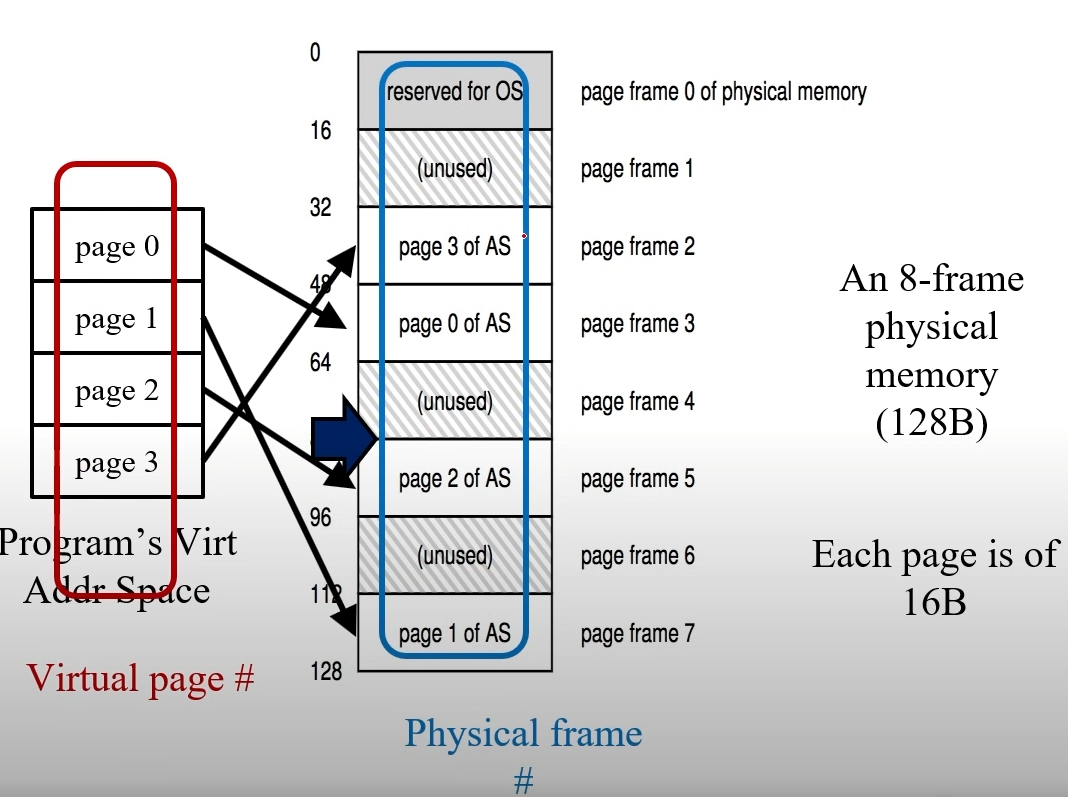 page 0
page 1
page 2
page 3
Program's Virt
Addr Space
Virtual page #
0
16
32
48
64
96
112
128
reserved for OS
(unused)
page 3 of AS
page 0 of AS
(unused)
page 2 of AS
(unused)
page 1 of AS
page frame 0 of physical memory
page frame 1
page frame 2
page frame 3
page frame 4
page frame 5
page frame 6
page frame 7
Physical frame
#
An 8-frame
physical
memory
(128B)
Each page is of
16B